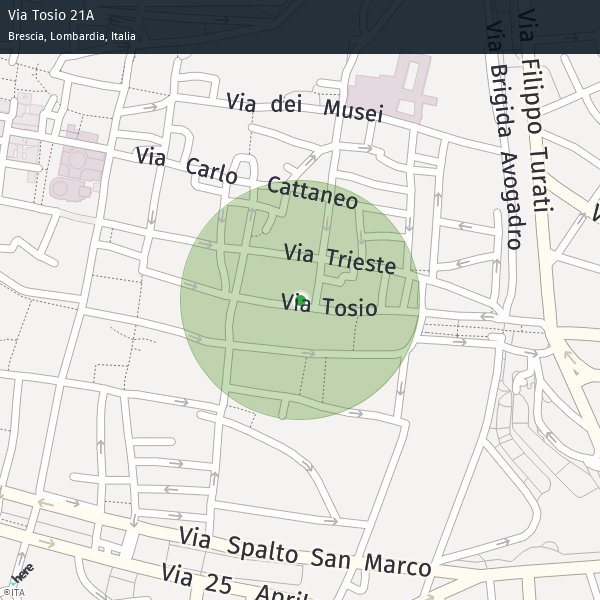 Via Tosio 21A
Brescia, Lombardia, Italia
Via Filippo Turati
Via Brigida Avogadro
Via dei Musei
Via Carlo Cattaneo
Via Trieste
Via Tosio
Via Spalto San Marco
Via 25
here
©ITA